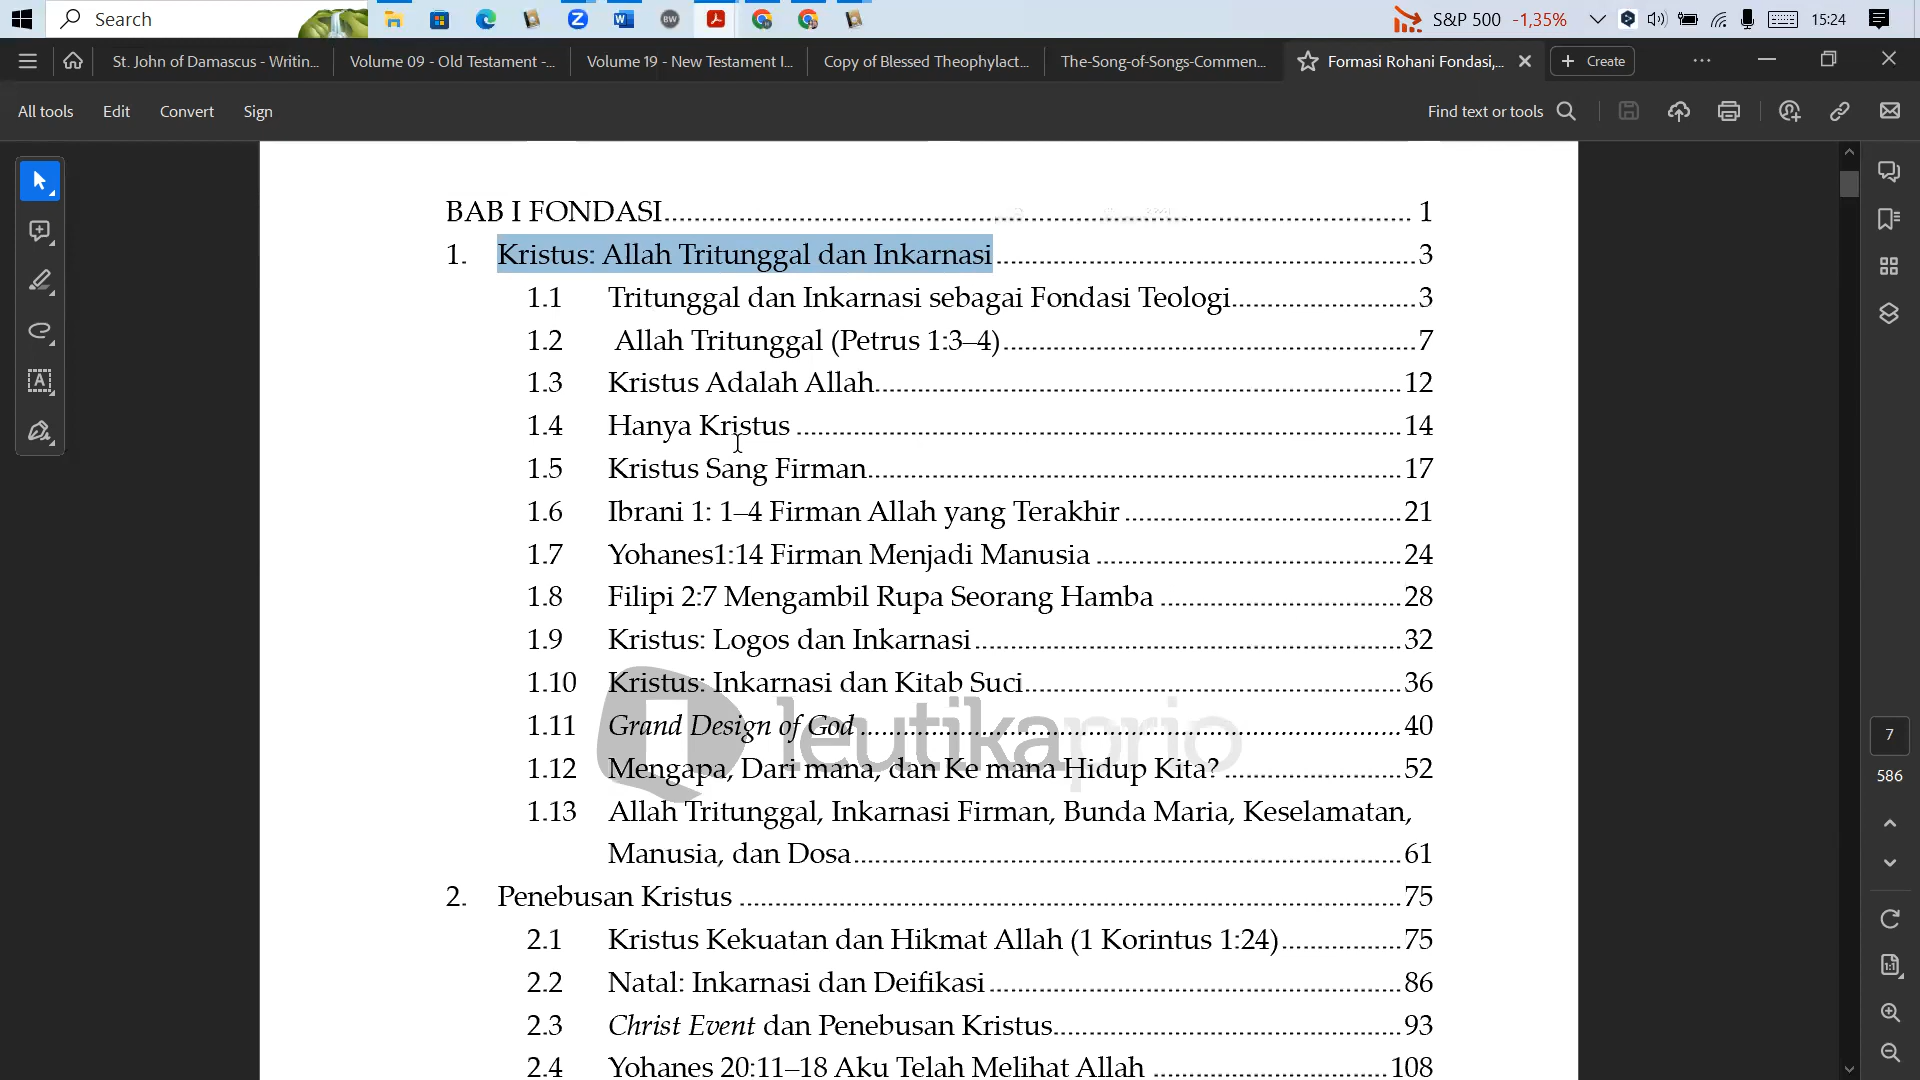 Search
S&P 500 -1,35%
15:24
St. John of Damascus - Writin...
Volume 09 - Old Testament -...
Volume 19 - New Testament I...
Copy of Blessed Theophylact...
The-Song-of-Songs-Commen...
Formasi Rohani Fondasi,...
+ Create
All tools Edit Convert Sign
Find text or tools
BAB I FONDASI 1
1. Kristus: Allah Tritunggal dan Inkarnasi 3
1.1 Tritunggal dan Inkarnasi sebagai Fondasi Teologi 3
1.2 Allah Tritunggal (Petrus 1:3–4) 7
1.3 Kristus Adalah Allah 12
1.4 Hanya Kristus 14
1.5 Kristus Sang Firman 17
1.6 Ibrani 1: 1–4 Firman Allah yang Terakhir 21
1.7 Yohanes1:14 Firman Menjadi Manusia 24
1.8 Filipi 2:7 Mengambil Rupa Seorang Hamba 28
1.9 Kristus: Logos dan Inkarnasi 32
1.10 Kristus: Inkarnasi dan Kitab Suci 36
1.11 Grand Design of God 40
1.12 Mengapa, Dari mana, dan Ke mana Hidup Kita? 52
1.13 Allah Tritunggal, Inkarnasi Firman, Bunda Maria, Keselamatan,
Manusia, dan Dosa 61
2. Penebusan Kristus 75
2.1 Kristus Kekuatan dan Hikmat Allah (1 Korintus 1:24) 75
2.2 Natal: Inkarnasi dan Deifikasi 86
2.3 Christ Event dan Penebusan Kristus 93
2.4 Yohanes 20:11–18 Aku Telah Melihat Allah 108
leutikaprio
7
586
BW
1:1